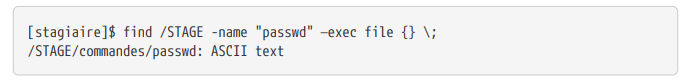 [stagiaire]$ find /STAGE -name "passwd" –exec file {} \;
/STAGE/commandes/passwd: ASCII text